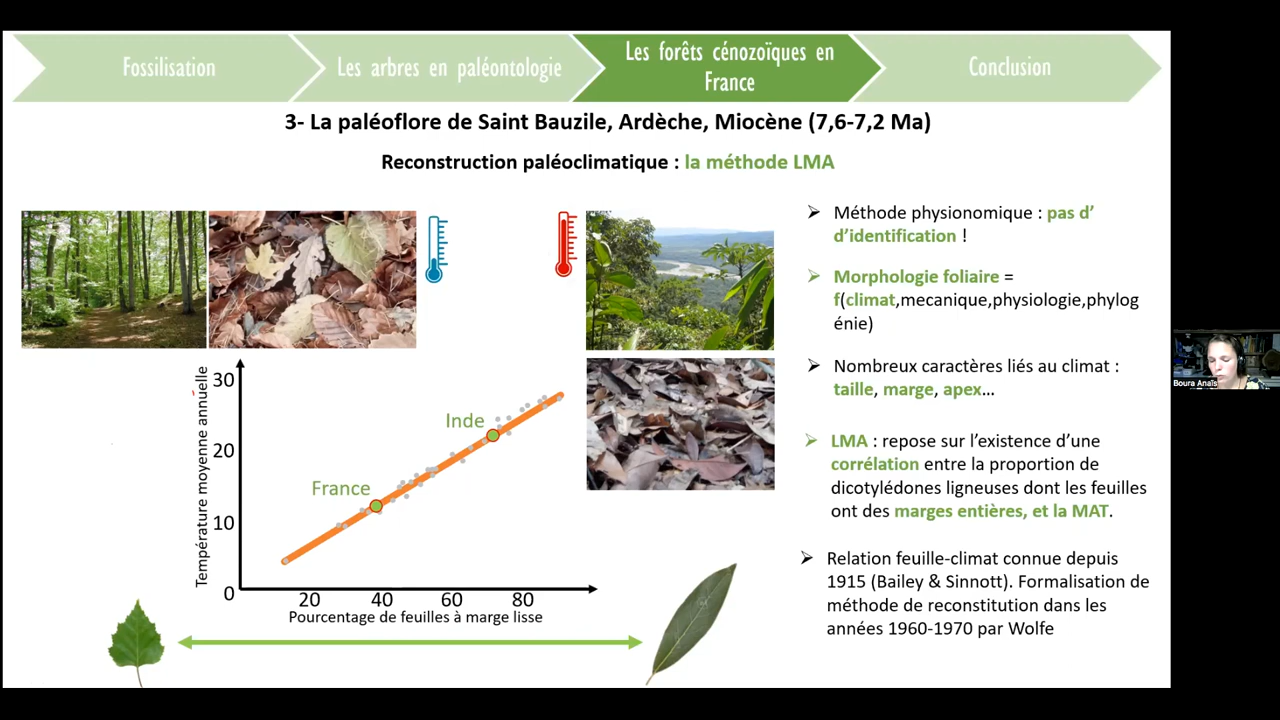 Fossilisation
Les arbres en paléontologie
Les forêts cénozoïques en
France
Conclusion
3- La paléoflore de Saint Bauzile, Ardèche, Miocène (7,6-7,2 Ma)
Reconstruction paléoclimatique : la méthode LMA
Température moyenne annuelle
30
20
10
0
Inde
France
20 40 60 80
Pourcentage de feuilles à marge lisse
➢ Méthode physionomique : pas d’
d’identification !
➢ Morphologie foliaire =
f(climat,mecanique,physiologie,phylog
énie)
➢ Nombreux caractères liés au climat :
taille, marge, apex…
➢ LMA : repose sur l’existence d’une
corrélation entre la proportion de
dicotylédones ligneuses dont les feuilles
ont des marges entières, et la MAT.
➢ Relation feuille-climat connue depuis
1915 (Bailey & Sinnott). Formalisation de
méthode de reconstitution dans les
années 1960-1970 par Wolfe
Boura Anaïs